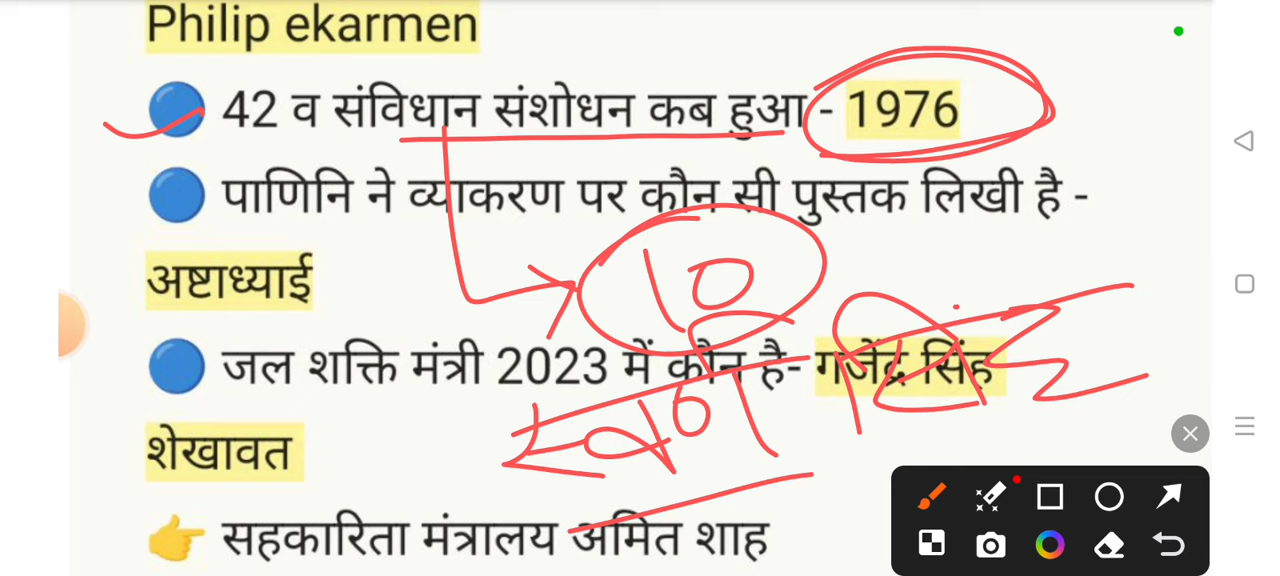 Philip ekarmen
42 व संविधान संशोधन कब हुआ - 1976
पाणिनि ने व्याकरण पर कौन सी पुस्तक लिखी है -
अष्टाध्याई
10
जल शक्ति मंत्री 2023 में कौन है- गजेंद्र सिंह
शेखावत
सहकारिता मंत्रालय अमित शाह